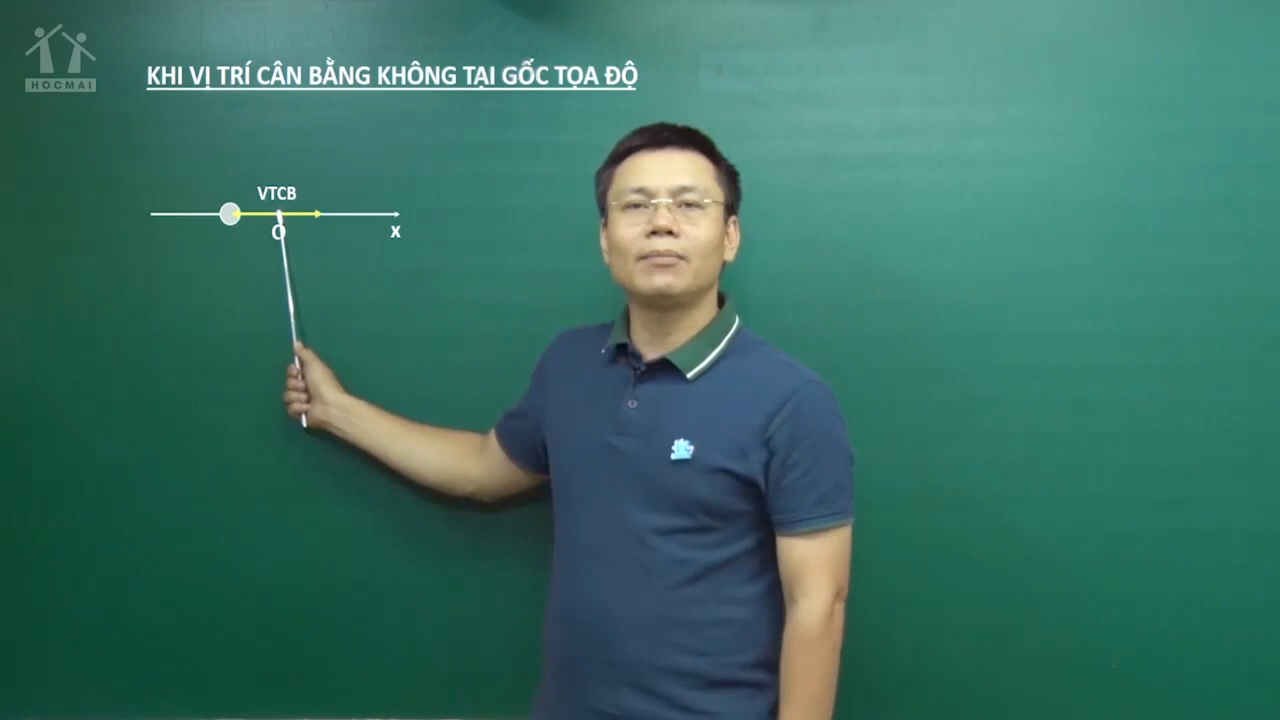 HOCMAI
KHI VỊ TRÍ CÂN BẰNG KHÔNG TẠI GỐC TỌA ĐỘ
VTCB
O
x